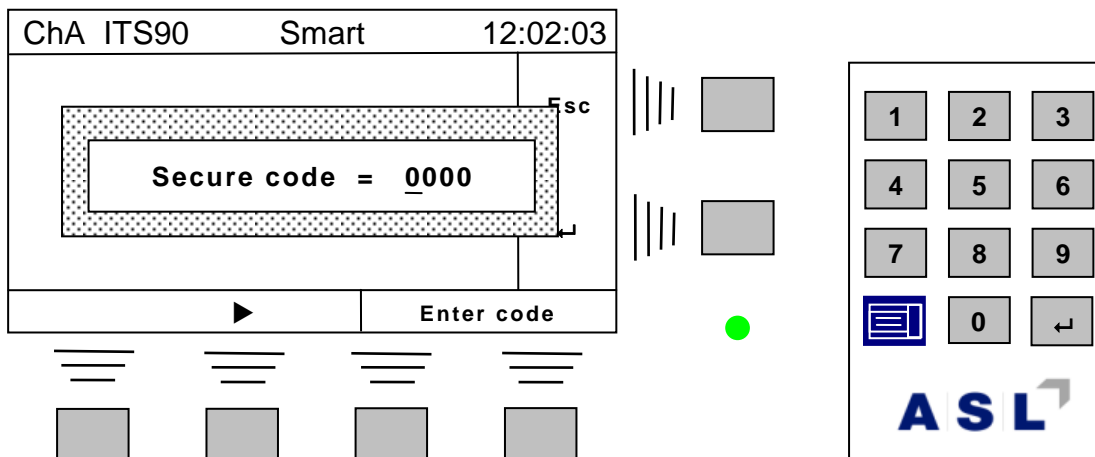 ChA ITS90 Smart 12:02:03
Esc
Secure code = 0000
↵
▶ Enter code
1 2 3
4 5 6
7 8 9
0 ↵
ASL